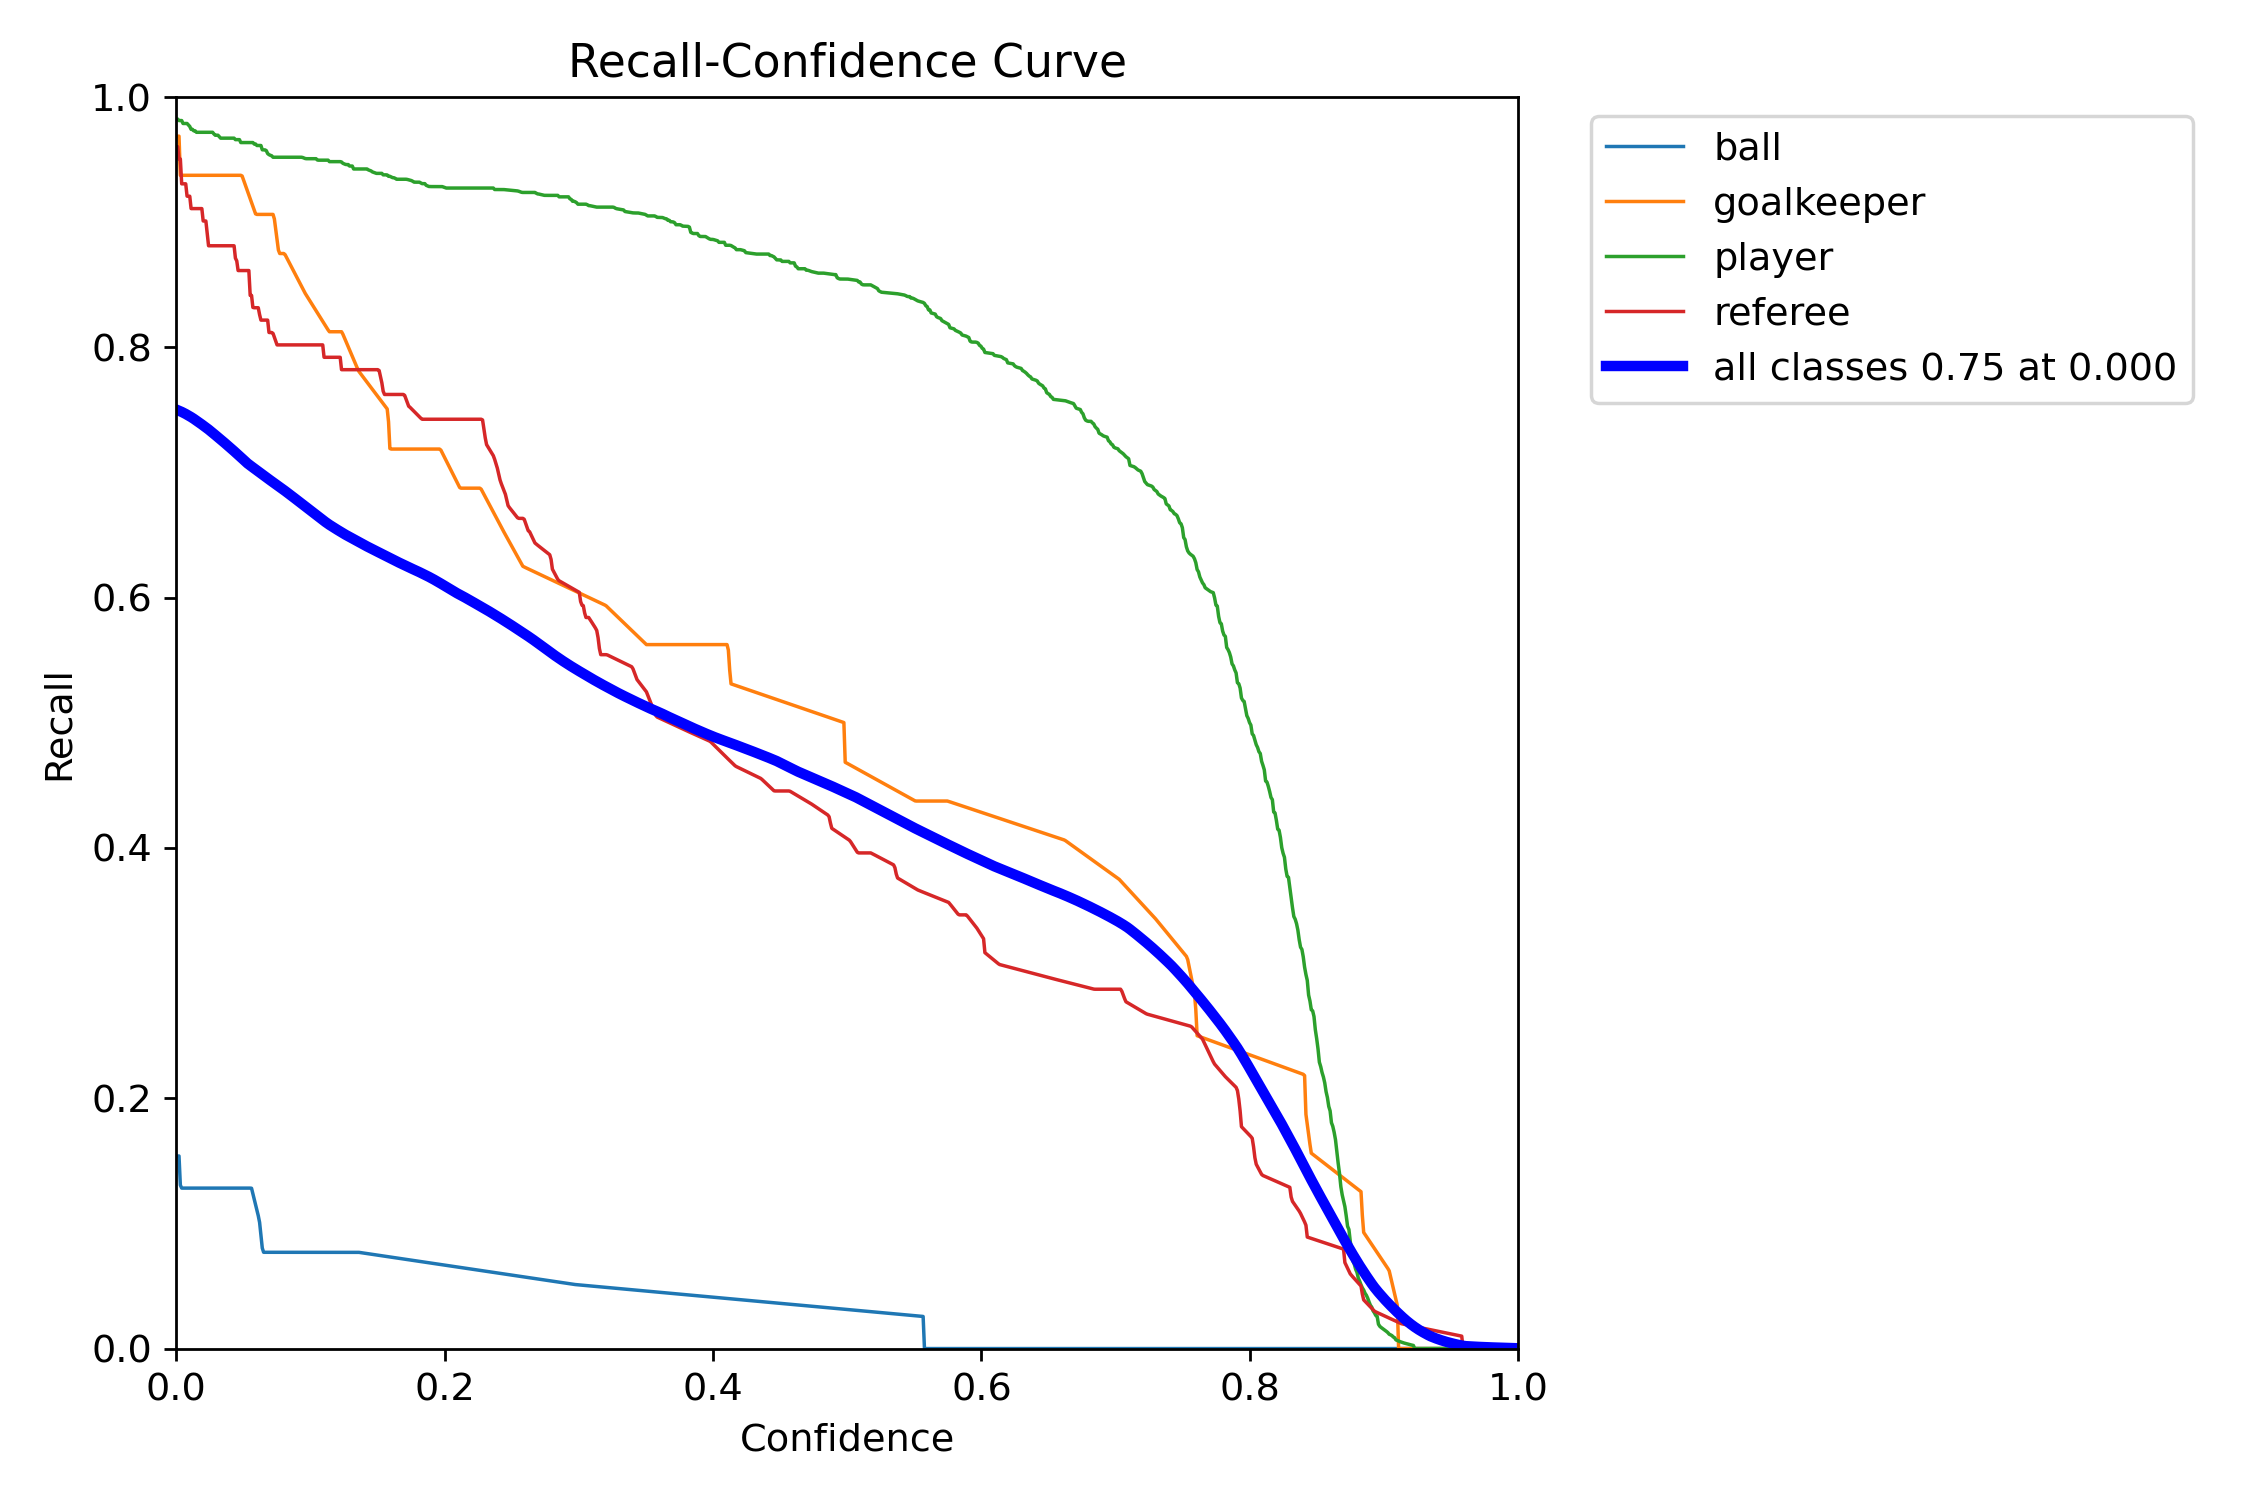 Recall-Confidence Curve
1.0
0.8
0.6
0.4
0.2
0.0
Recall
0.0 0.2 0.4 0.6 0.8 1.0
Confidence
ball
goalkeeper
player
referee
all classes 0.75 at 0.000